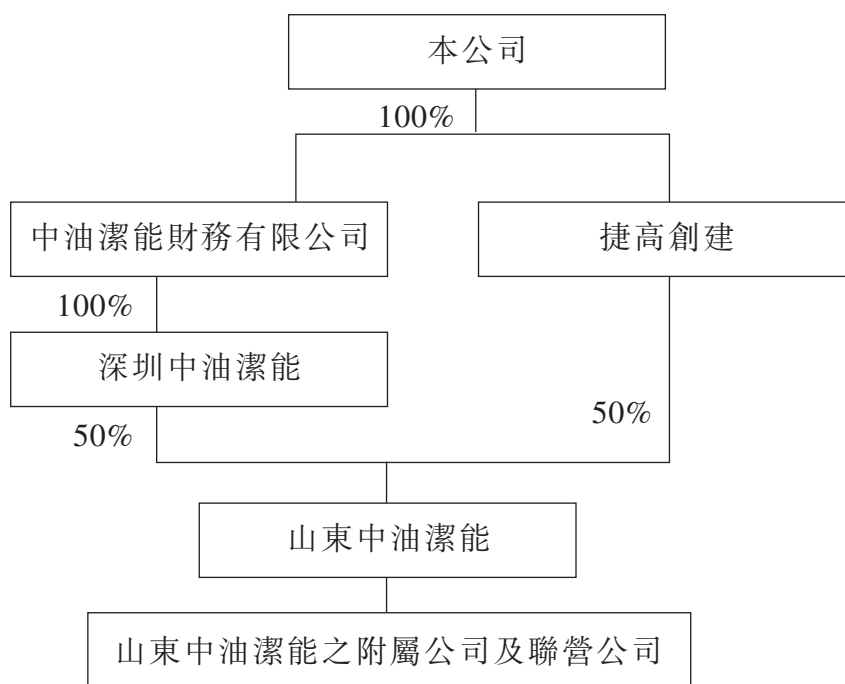 本公司
100%
中油潔能財務有限公司
捷高創建
100%
深圳中油潔能
50%
50%
山東中油潔能
山東中油潔能之附屬公司及聯營公司